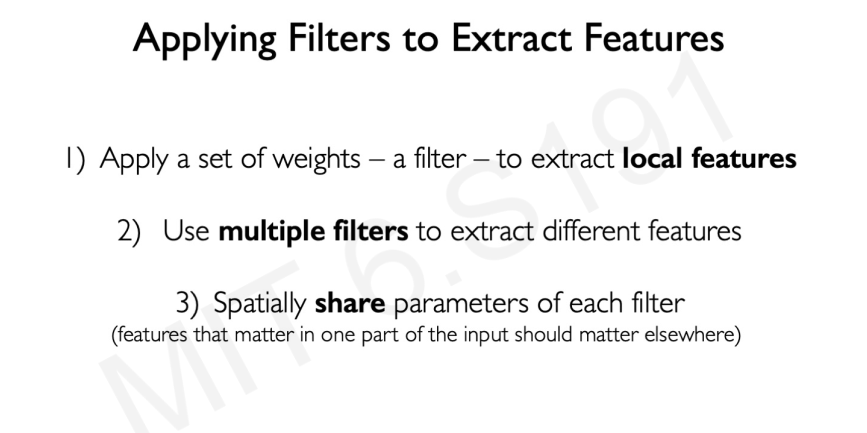 Applying Filters to Extract Features
1) Apply a set of weights – a filter – to extract local features
2) Use multiple filters to extract different features
3) Spatially share parameters of each filter
(features that matter in one part of the input should matter elsewhere)
MIT 6.S191